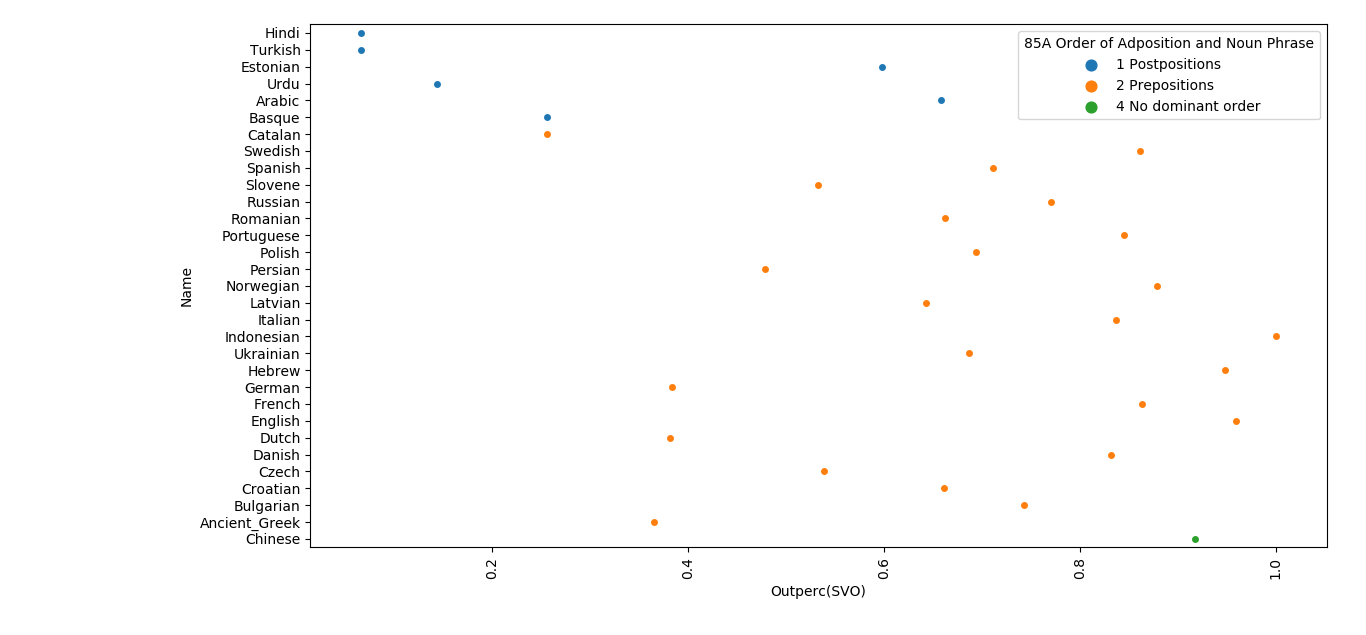 Hindi
Turkish
Estonian
Urdu
Arabic
Basque
Catalan
Swedish
Spanish
Slovene
Russian
Romanian
Portuguese
Polish
Persian
Norwegian
Latvian
Italian
Indonesian
Ukrainian
Hebrew
German
French
English
Dutch
Danish
Czech
Croatian
Bulgarian
Ancient_Greek
Chinese
Name
85A Order of Adposition and Noun Phrase
1 Postpositions
2 Prepositions
4 No dominant order
0.2
0.4
0.6
0.8
1.0
Outperc(SVO)